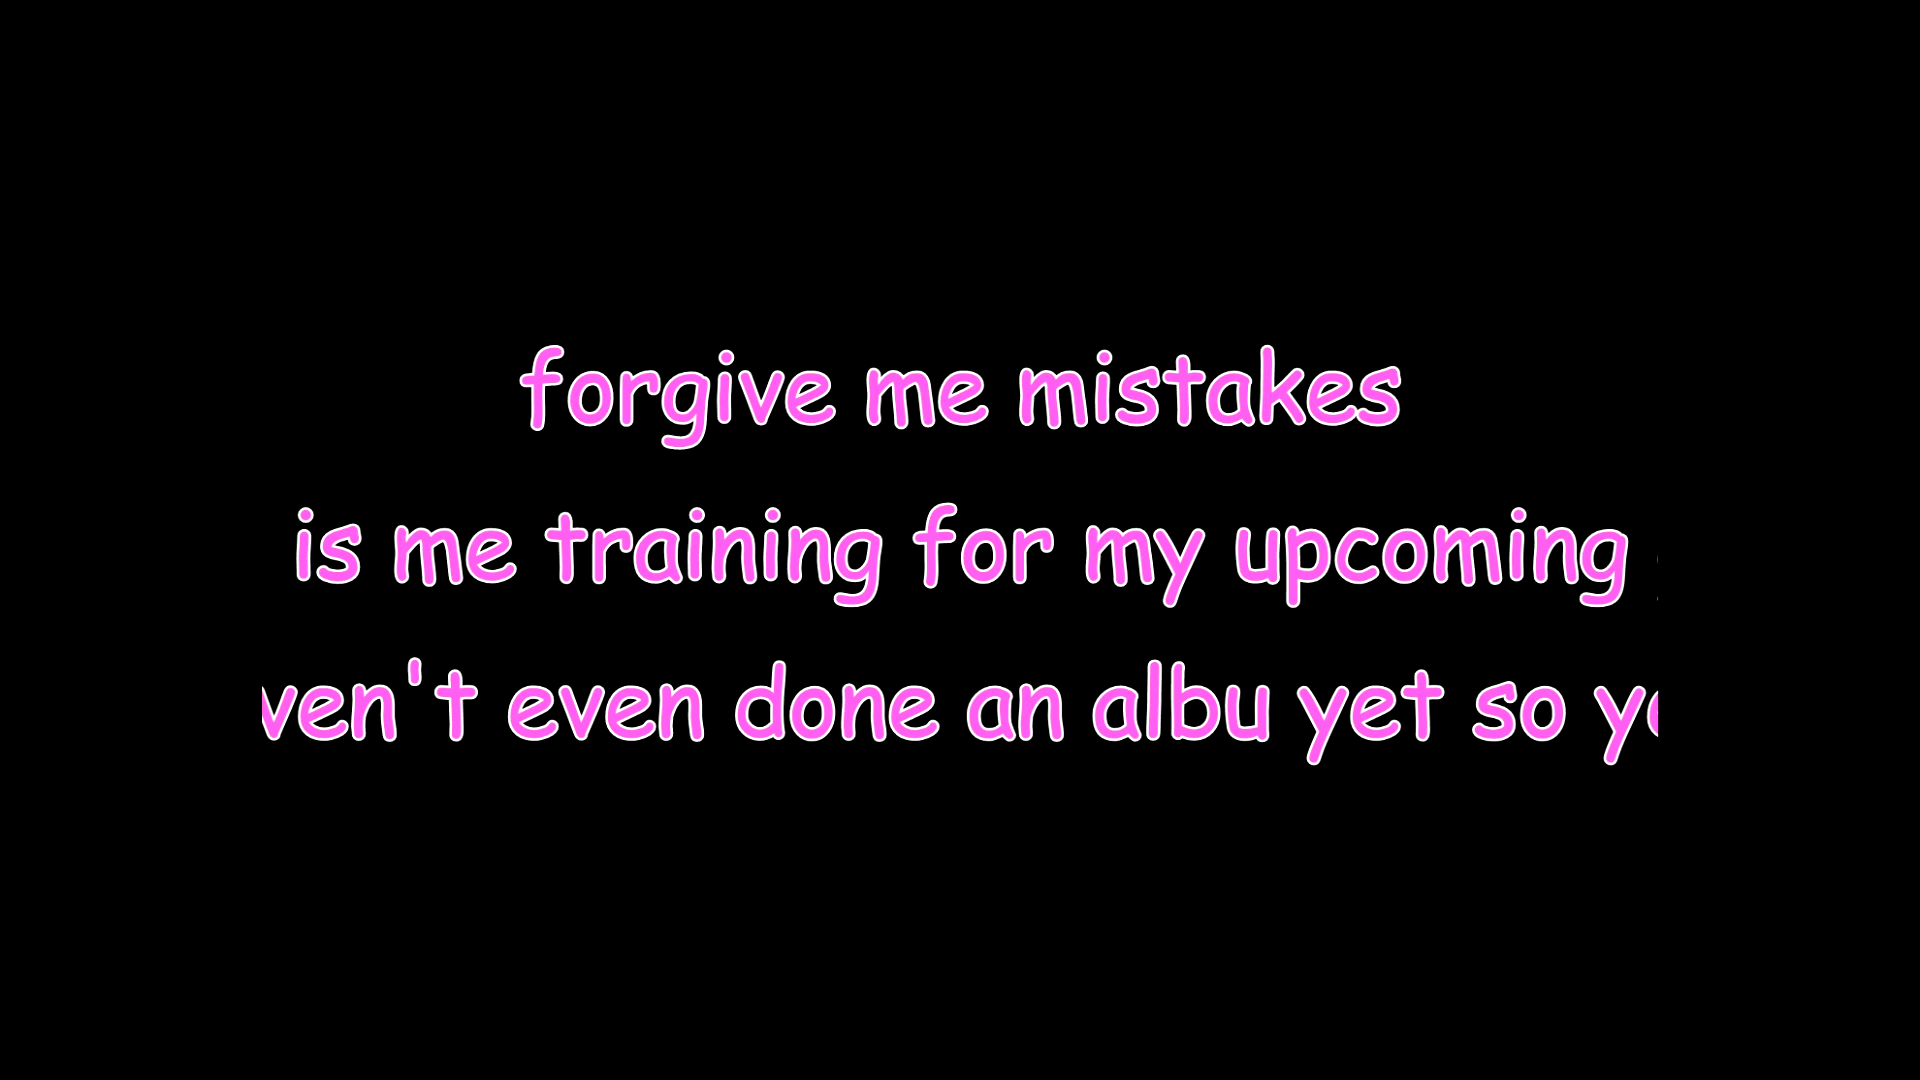 forgive me mistakes
is me training for my upcoming
ven't even done an albu yet so